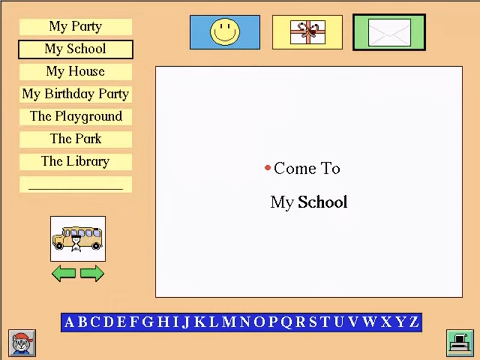 My Party
My School
My House
My Birthday Party
The Playground
The Park
The Library
Come To
My School
A B C D E F G H I J K L M N O P Q R S T U V W X Y Z